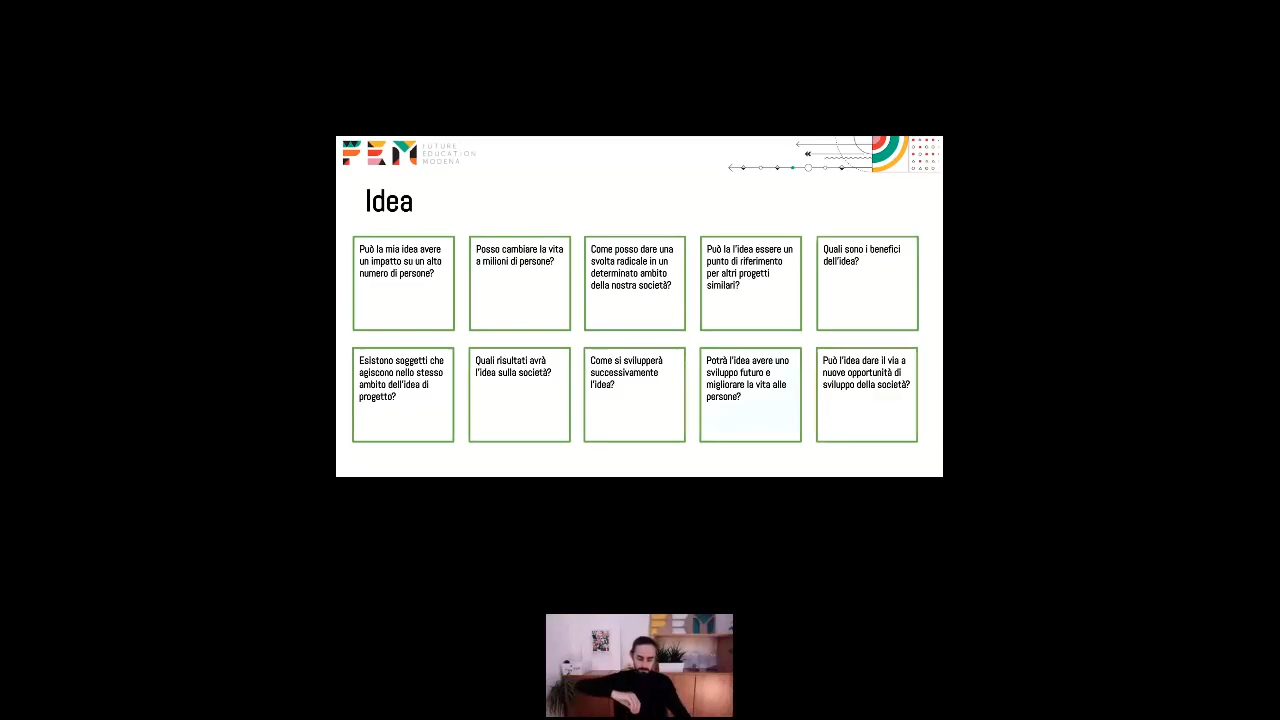 FEM
FUTURE
EDUCATION
MODENA
Idea
Può la mia idea avere
un impatto su un alto
numero di persone?
Posso cambiare la vita
a milioni di persone?
Come posso dare una
svolta radicale in un
determinato ambito
della nostra società?
Può la l'idea essere un
punto di riferimento
per altri progetti
similari?
Quali sono i benefici
dell'idea?
Esistono soggetti che
agiscono nello stesso
ambito dell'idea di
progetto?
Quali risultati avrà
l'idea sulla società?
Come si svilupperà
successivamente
l'idea?
Potrà l'idea avere uno
sviluppo futuro e
migliorare la vita alle
persone?
Può l'idea dare il via a
nuove opportunità di
sviluppo della società?